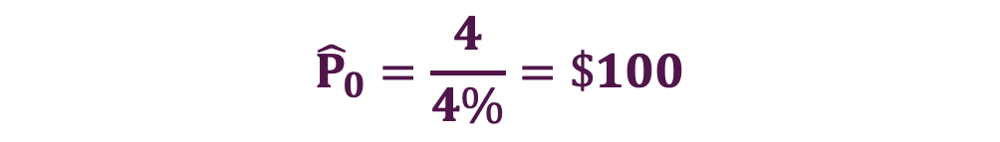 P̂₀ = 4 / 4% = $100